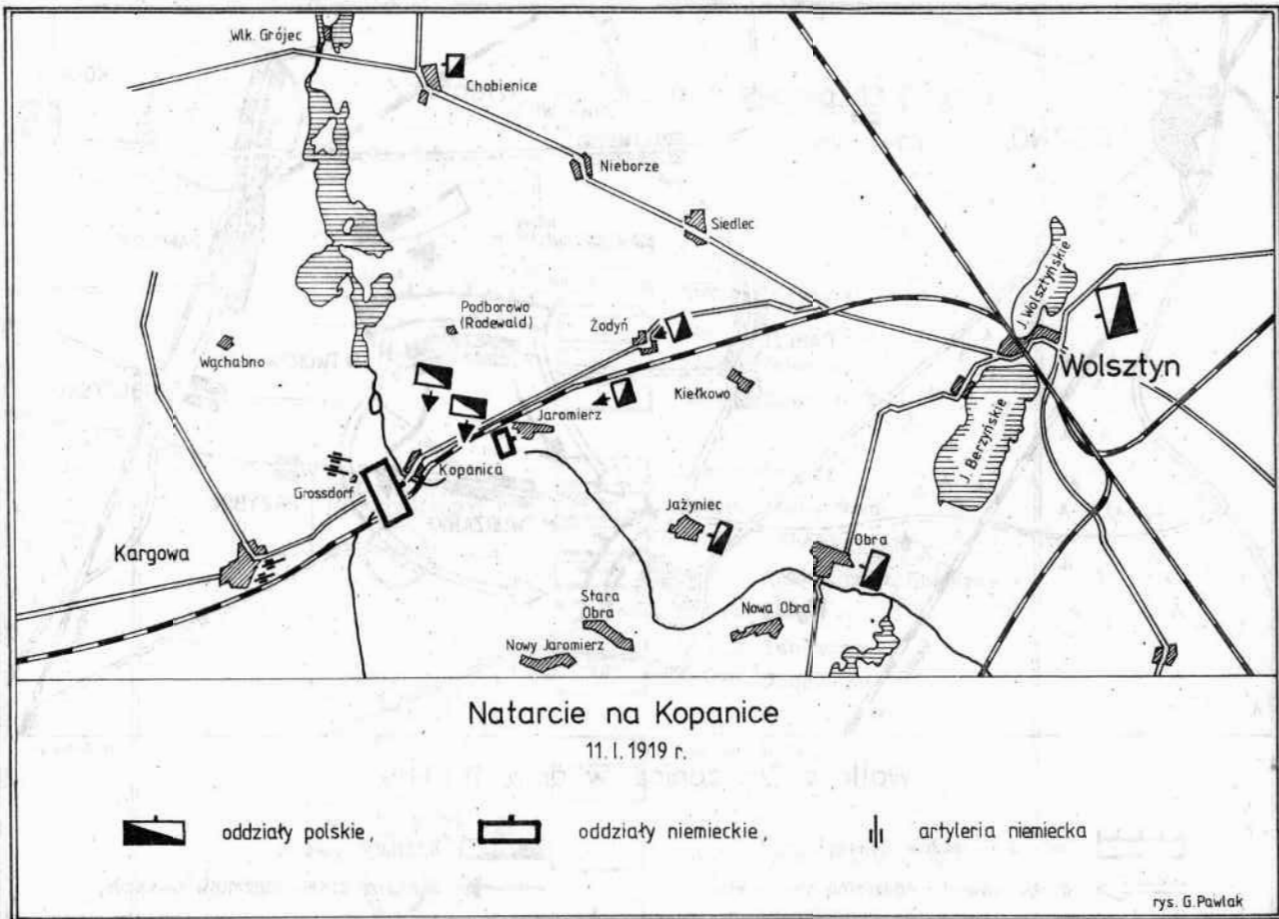 Wlk. Grójec
Chobienice
Nieborze
Siedlec
J. Wolsztyńskie
Podborowo
(Rodewald)
Żodyń
Wąchabno
Wolsztyn
Kiełkowo
Jaromierz
J. Berzyńskie
Kopanica
Grossdorf
Jażyniec
Obra
Kargowa
Stara
Obra
Nowa Obra
Nowy Jaromierz
Natarcie na Kopanice
11. I. 1919 r.
oddziały polskie,
oddziały niemieckie,
artyleria niemiecka
rys. G. Pawlak